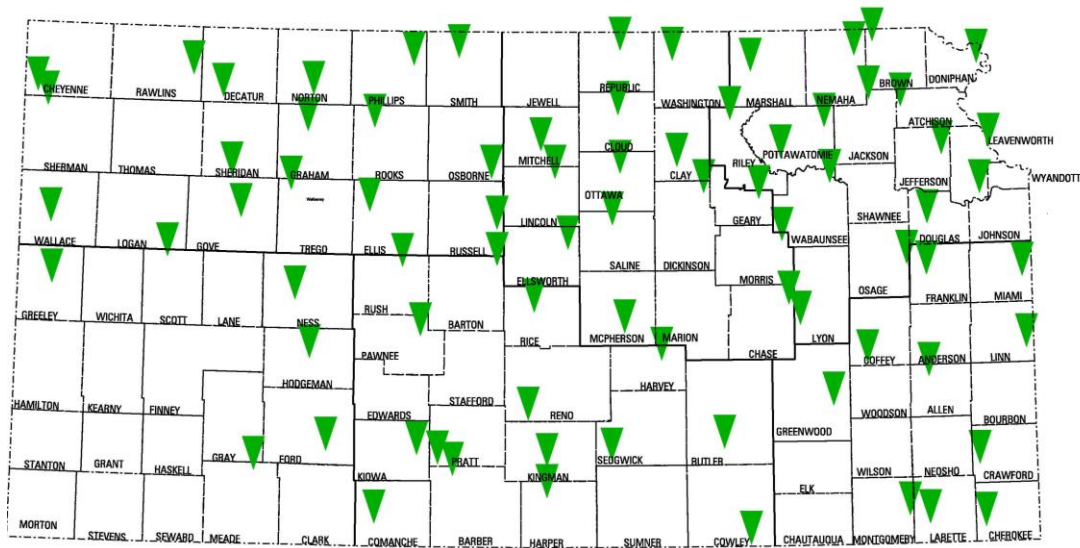 CHEYENNE
RAWLINS
DECATUR
NORTON
PHILLIPS
SMITH
JEWELL
REPUBLIC
WASHINGTON
MARSHALL
NEMAHA
BROWN
DONIPHAN
SHERMAN
THOMAS
SHERIDAN
GRAHAM
ROOKS
OSBORNE
MITCHELL
CLOUD
CLAY
RILEY
POTTAWATOMIE
JACKSON
ATCHISON
LEAVENWORTH
JEFFERSON
WYANDOTT
WALLACE
LOGAN
GOVE
TREGO
ELLIS
RUSSELL
LINCOLN
OTTAWA
SALINE
DICKINSON
GEARY
WABAUNSEE
SHAWNEE
DOUGLAS
JOHNSON
GREELEY
WICHITA
SCOTT
LANE
NESS
RUSH
BARTON
ELLSWORTH
RICE
MCPHERSON
MARION
MORRIS
CHASE
LYON
OSAGE
FRANKLIN
MIAMI
HAMILTON
KEARNY
FINNEY
HODGEMAN
PAWNEE
EDWARDS
STAFFORD
RENO
HARVEY
GREENWOOD
COFFEY
ANDERSON
LINN
WOODSON
ALLEN
BOURBON
STANTON
GRANT
HASKELL
GRAY
FORD
KIOWA
PRATT
KINGMAN
SEDGWICK
RUTLER
ELK
WILSON
NEOSHO
CRAWFORD
MORTON
STEVENS
SEWARD
MEADE
CLARK
COMANCHE
BARBER
HARPER
SUMNER
COWLEY
CHAUTAUQUA
MONTGOMERY
LARETTE
CHEROKEE